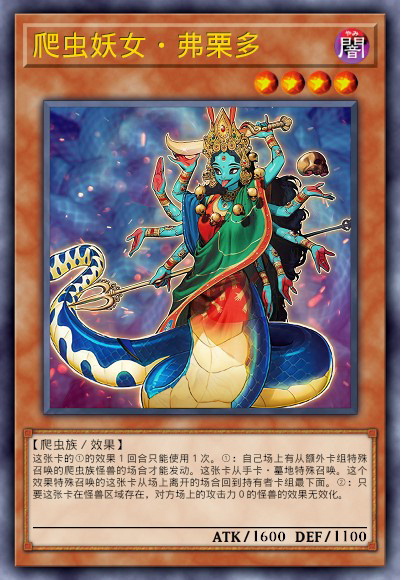 爬虫妖女・弗栗多
やみ
闇
【爬虫族／效果】
这张卡的①的效果1回合只能使用1次。①：自己场上有从额外卡组特殊
召唤的爬虫族怪兽的场合才能发动。这张卡从手卡・墓地特殊召唤。这个
效果特殊召唤的这张卡从场上离开的场合回到持有者卡组最下面。②：只
要这张卡在怪兽区域存在，对方场上的攻击力0的怪兽的效果无效化。
ATK/1600 DEF/1100